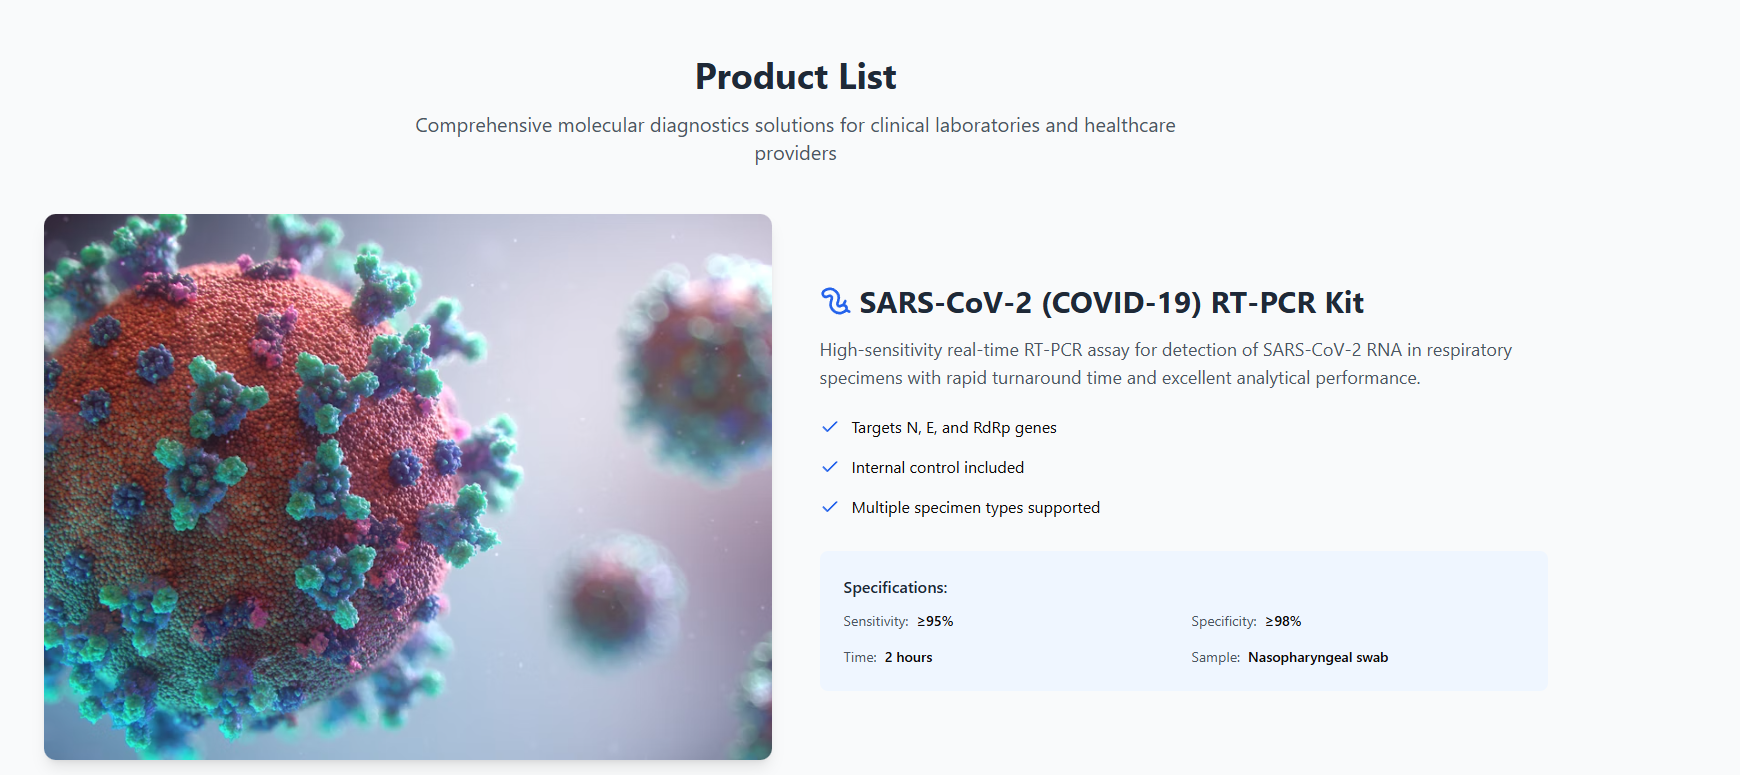 Product List
Comprehensive molecular diagnostics solutions for clinical laboratories and healthcare
providers
SARS-CoV-2 (COVID-19) RT-PCR Kit
High-sensitivity real-time RT-PCR assay for detection of SARS-CoV-2 RNA in respiratory
specimens with rapid turnaround time and excellent analytical performance.
Targets N, E, and RdRp genes
Internal control included
Multiple specimen types supported
Specifications:
Sensitivity: ≥95% Specificity: ≥98%
Time: 2 hours Sample: Nasopharyngeal swab